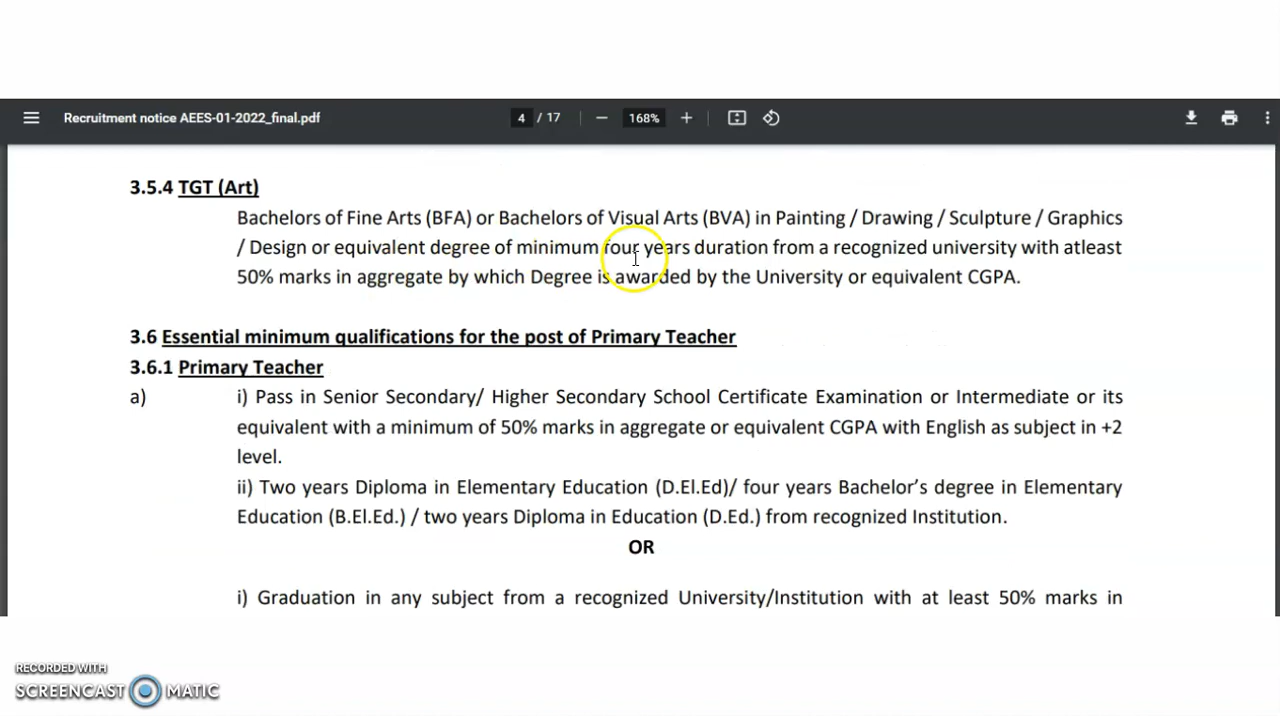 Recruitment notice AEES-01-2022_final.pdf
4 / 17
168%
3.5.4 TGT (Art)
Bachelors of Fine Arts (BFA) or Bachelors of Visual Arts (BVA) in Painting / Drawing / Sculpture / Graphics
/ Design or equivalent degree of minimum four years duration from a recognized university with atleast
50% marks in aggregate by which Degree is awarded by the University or equivalent CGPA.
3.6 Essential minimum qualifications for the post of Primary Teacher
3.6.1 Primary Teacher
a) i) Pass in Senior Secondary/ Higher Secondary School Certificate Examination or Intermediate or its
equivalent with a minimum of 50% marks in aggregate or equivalent CGPA with English as subject in +2
level.
ii) Two years Diploma in Elementary Education (D.El.Ed)/ four years Bachelor’s degree in Elementary
Education (B.El.Ed.) / two years Diploma in Education (D.Ed.) from recognized Institution.
OR
i) Graduation in any subject from a recognized University/Institution with at least 50% marks in
RECORDED WITH
SCREENCAST MATIC